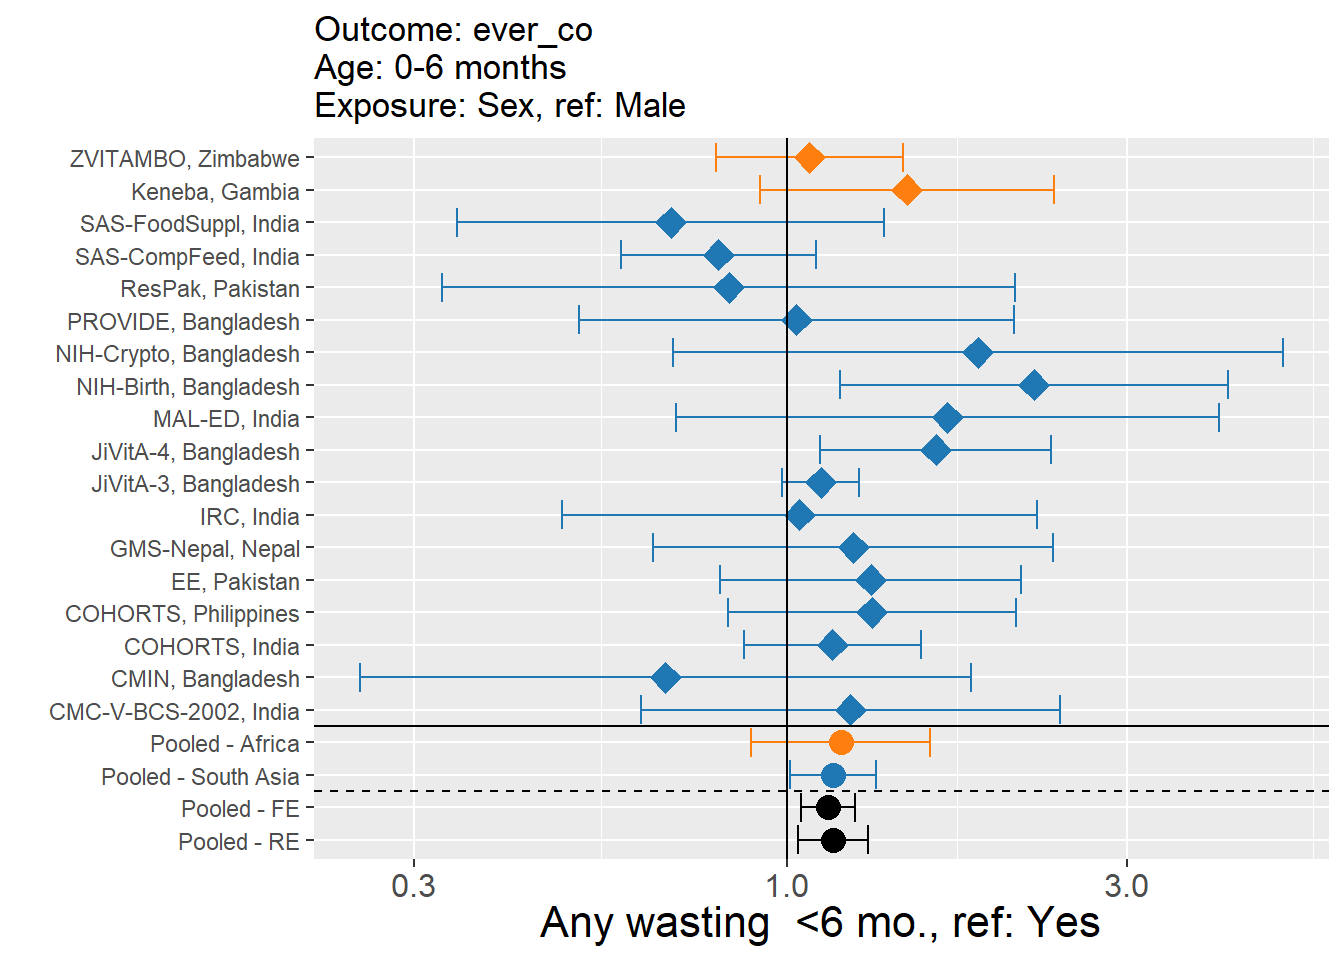 Outcome: ever_co
Age: 0-6 months
Exposure: Sex, ref: Male
ZVITAMBO, Zimbabwe
Keneba, Gambia
SAS-FoodSuppl, India
SAS-CompFeed, India
ResPak, Pakistan
PROVIDE, Bangladesh
NIH-Crypto, Bangladesh
NIH-Birth, Bangladesh
MAL-ED, India
JiVitA-4, Bangladesh
JiVitA-3, Bangladesh
IRC, India
GMS-Nepal, Nepal
EE, Pakistan
COHORTS, Philippines
COHORTS, India
CMIN, Bangladesh
CMC-V-BCS-2002, India
Pooled - Africa
Pooled - South Asia
Pooled - FE
Pooled - RE
0.3 1.0 3.0
Any wasting  <6 mo., ref: Yes